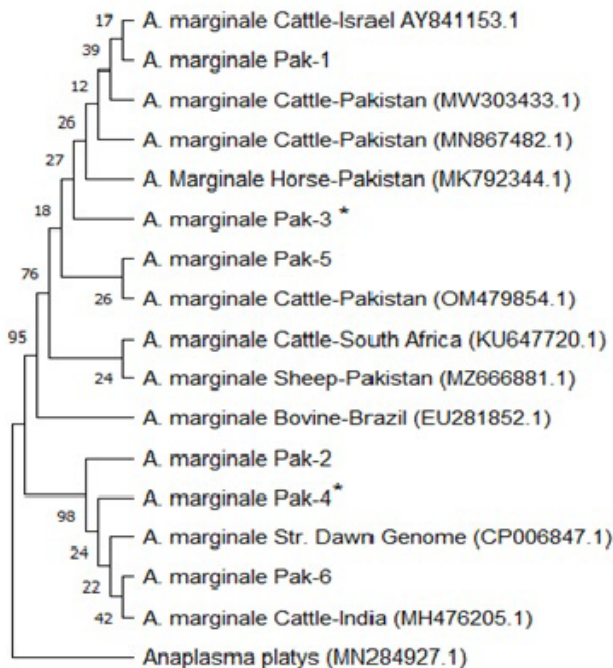 17
A. marginale Cattle-Israel AY841153.1
39
A. marginale Pak-1
12
A. marginale Cattle-Pakistan (MW303433.1)
26
A. marginale Cattle-Pakistan (MN867482.1)
27
A. Marginale Horse-Pakistan (MK792344.1)
18
A. marginale Pak-3 *
76
A. marginale Pak-5
26
A. marginale Cattle-Pakistan (OM479854.1)
95
A. marginale Cattle-South Africa (KU647720.1)
24
A. marginale Sheep-Pakistan (MZ666881.1)
A. marginale Bovine-Brazil (EU281852.1)
A. marginale Pak-2
98
A. marginale Pak-4*
24
A. marginale Str. Dawn Genome (CP006847.1)
22
A. marginale Pak-6
42
A. marginale Cattle-India (MH476205.1)
Anaplasma platys (MN284927.1)